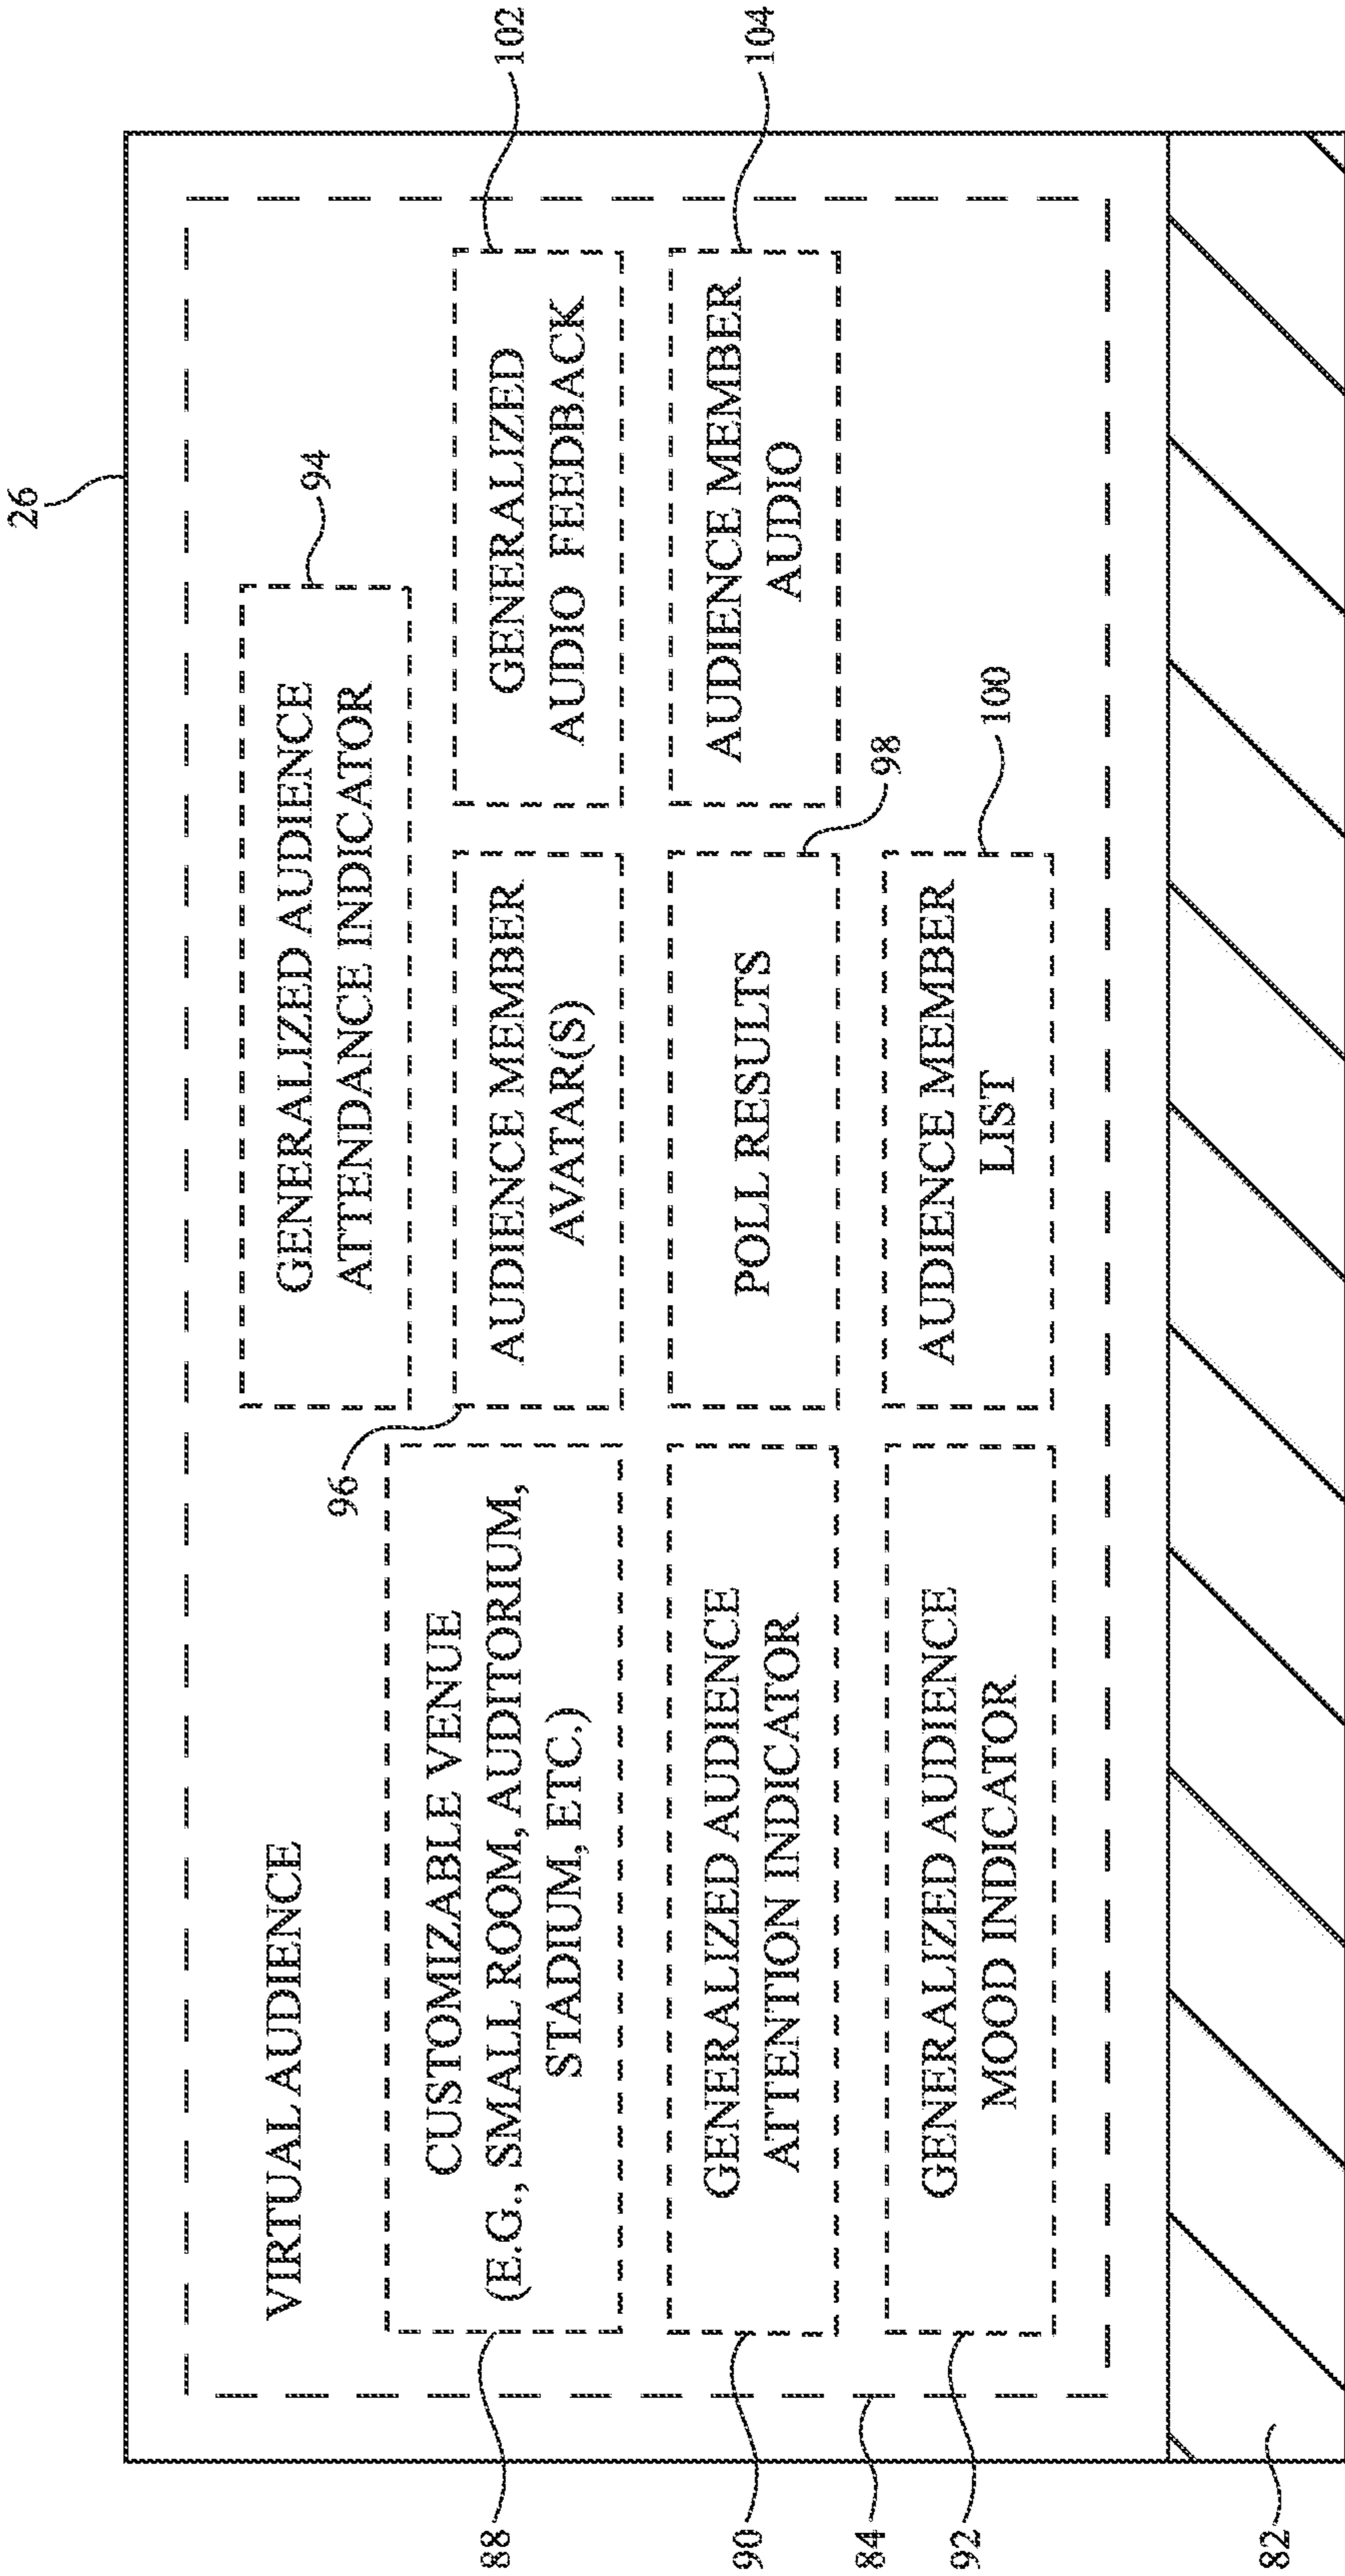 26
VIRTUAL AUDIENCE
94
GENERALIZED AUDIENCE
ATTENDANCE INDICATOR
96
88
CUSTOMIZABLE VENUE
(E.G., SMALL ROOM, AUDITORIUM,
STADIUM, ETC.)
AUDIENCE MEMBER
AVATAR(S)
GENERALIZED
AUDIO FEEDBACK
102
90
GENERALIZED AUDIENCE
ATTENTION INDICATOR
POLL RESULTS
98
AUDIENCE MEMBER
AUDIO
104
84
92
GENERALIZED AUDIENCE
MOOD INDICATOR
AUDIENCE MEMBER
LIST
100
82